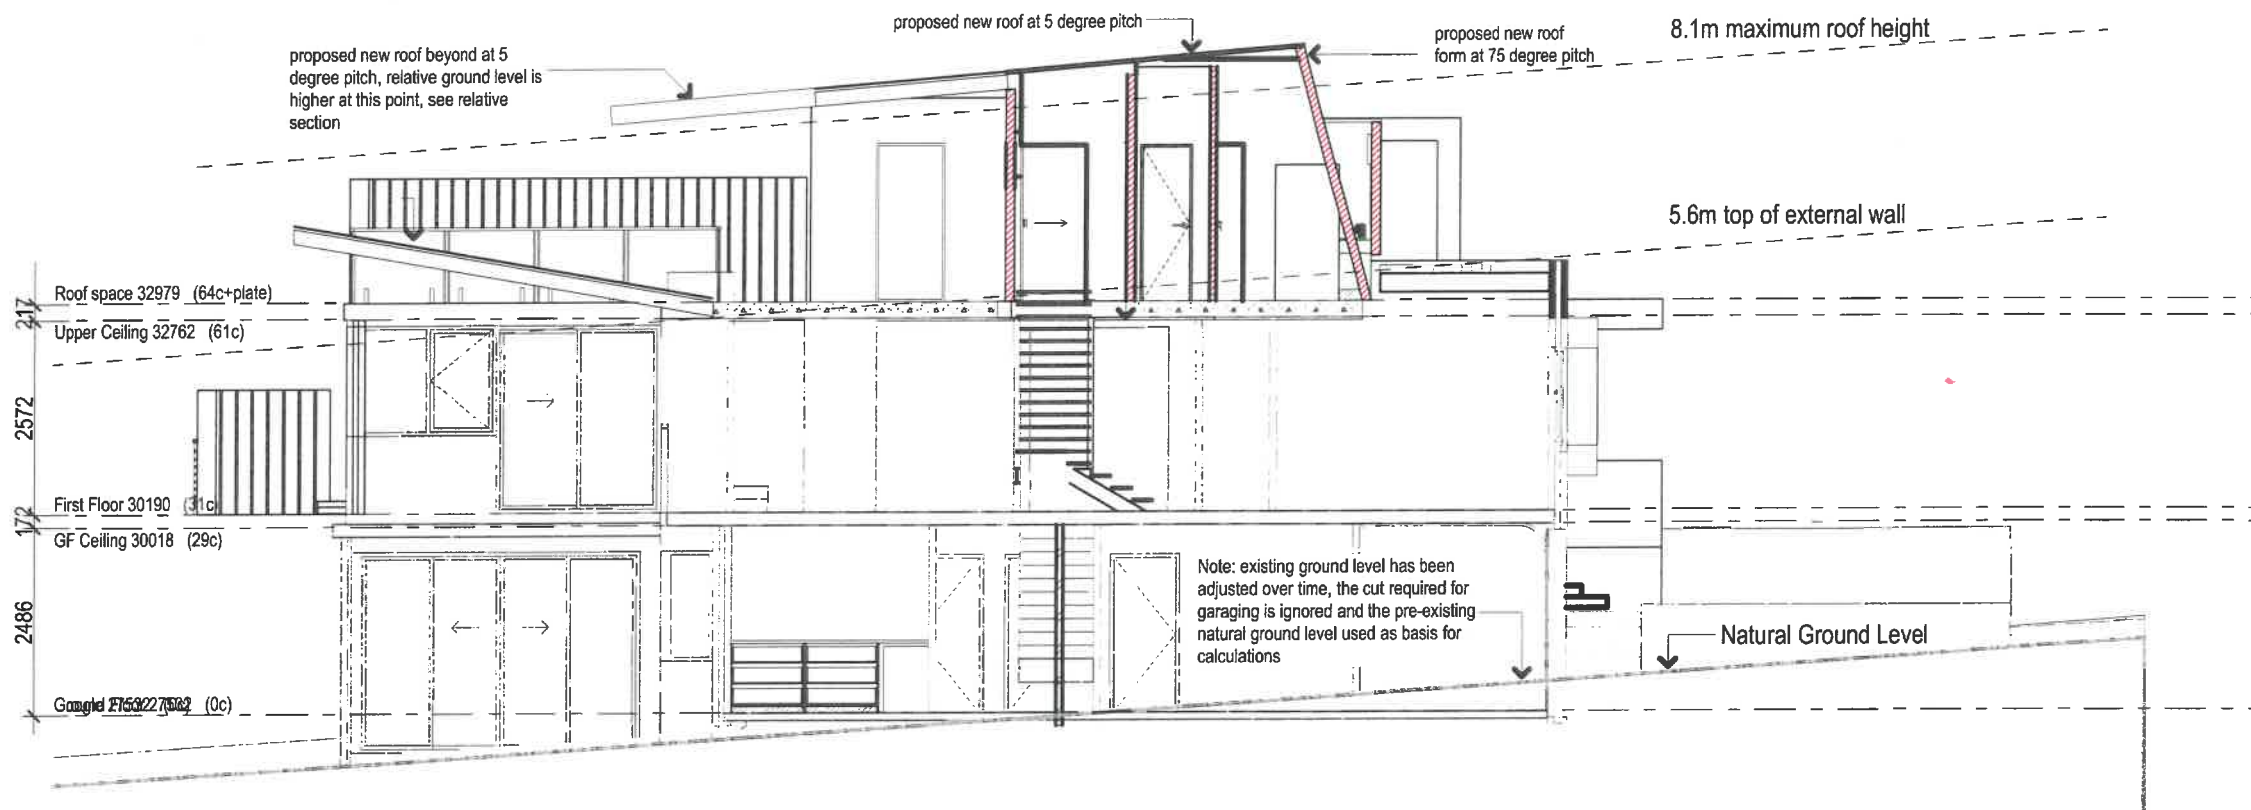 proposed new roof at 5 degree pitch
8.1m maximum roof height
proposed new roof
form at 75 degree pitch
proposed new roof beyond at 5
degree pitch, relative ground level is
higher at this point, see relative
section
5.6m top of external wall
Roof space 32979 (64c+plate)
217
Upper Ceiling 32762 (61c)
2572
First Floor 30190 (31c
172
GF Ceiling 30018 (29c)
Note: existing ground level has been
adjusted over time, the cut required for
garaging is ignored and the pre-existing
natural ground level used as basis for
calculations
2486
Natural Ground Level
(0c)